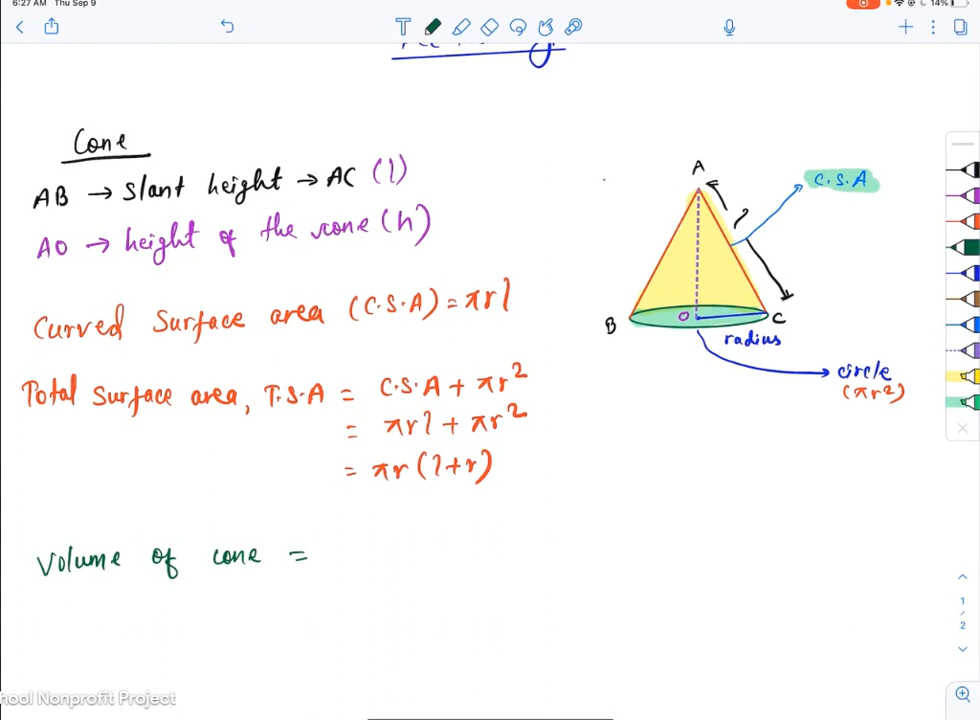 6:27 AM Thu Sep 9
14%
Cone
AB → Slant height → AC (l)
AO → height of the cone (h)
Curved Surface area (C.S.A) = πrl
Total Surface area, T.S.A = C.S.A + πr²
= πrl + πr²
= πr (l+r)
Volume of cone =
A
C.S.A
l
B
O
C
radius
circle
(πr²)
1
/
2
hool Nonprofit Project